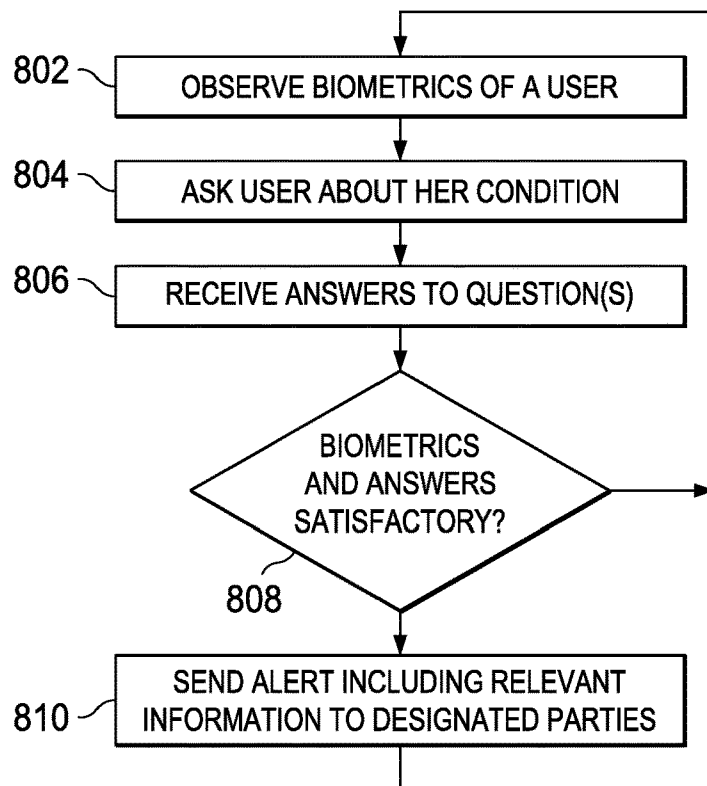 802
OBSERVE BIOMETRICS OF A USER
804
ASK USER ABOUT HER CONDITION
806
RECEIVE ANSWERS TO QUESTION(S)
BIOMETRICS
AND ANSWERS
SATISFACTORY?
808
SEND ALERT INCLUDING RELEVANT
810
INFORMATION TO DESIGNATED PARTIES